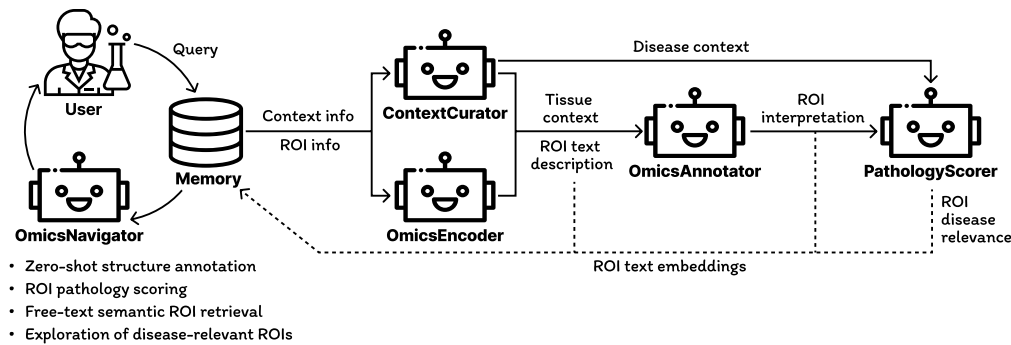 Query
User
Memory
OmicsNavigator
• Zero-shot structure annotation
• ROI pathology scoring
• Free-text semantic ROI retrieval
• Exploration of disease-relevant ROIs
Context info
ROI info
ContextCurator
OmicsEncoder
Disease context
Tissue
context
ROI text
description
OmicsAnnotator
ROI
interpretation
PathologyScorer
ROI
disease
relevance
ROI text embeddings